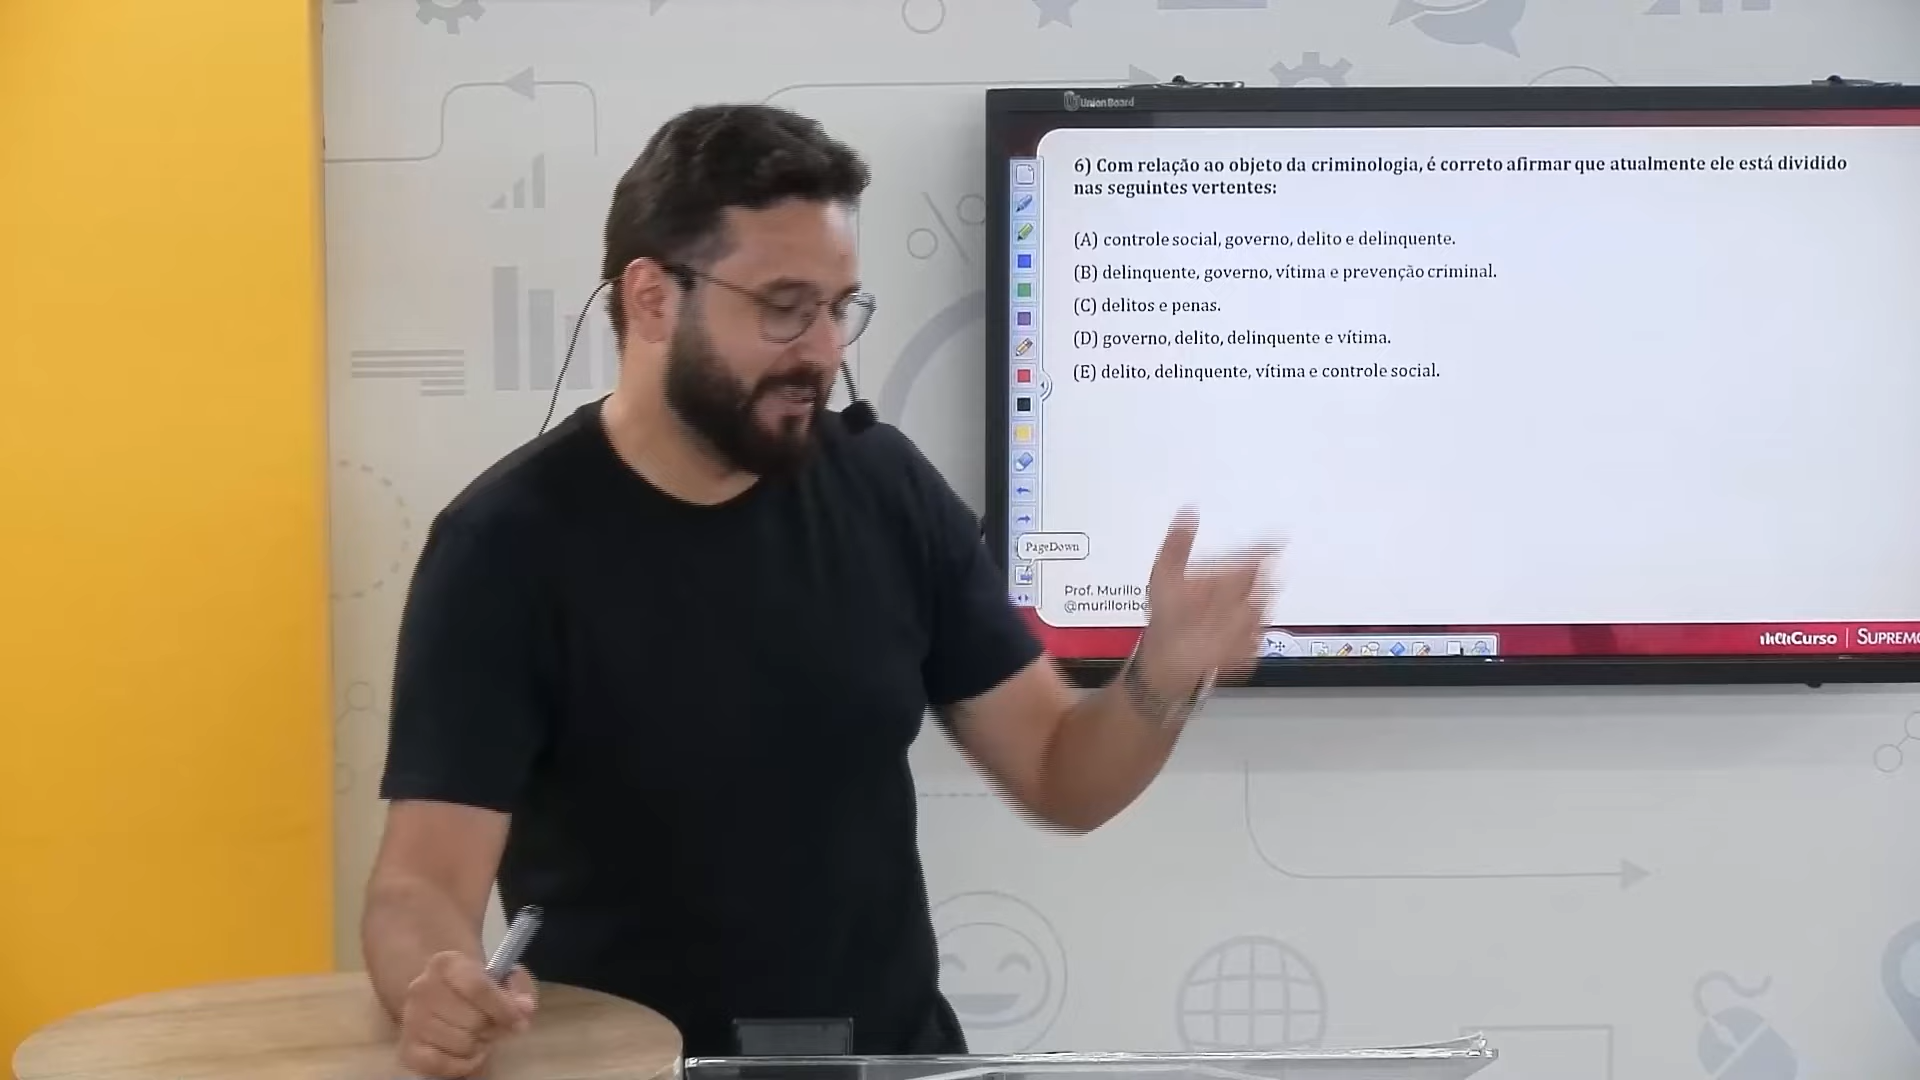 UnionBoard
6) Com relação ao objeto da criminologia, é correto afirmar que atualmente ele está dividido
nas seguintes vertentes:
(A) controle social, governo, delito e delinquente.
(B) delinquente, governo, vítima e prevenção criminal.
(C) delitos e penas.
(D) governo, delito, delinquente e vítima.
(E) delito, delinquente, vítima e controle social.
PageDown
Prof. Murillo
@murilloribe
Curso | SUPREMO